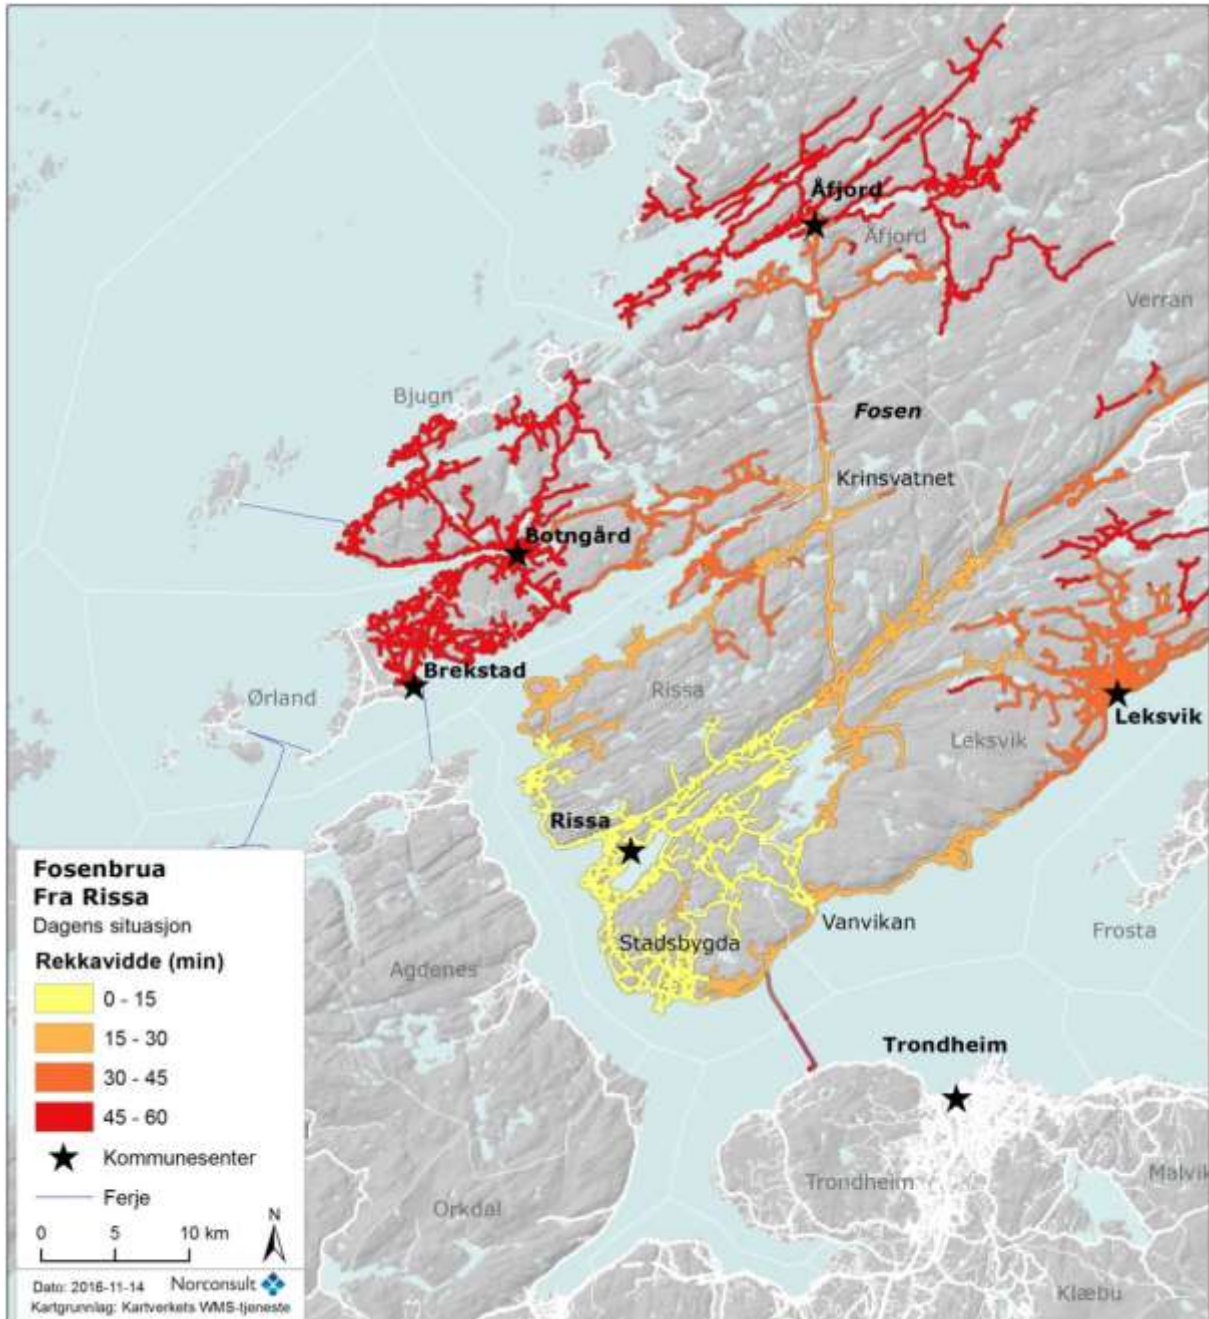 Åfjord
Åfjord
Verran
Bjugn
Fosen
Krinsvatnet
Botngård
Brekstad
Ørland
Rissa
Leksvik
Leksvik
Rissa
Vanvikan
Stadsbygda
Frosta
Agdenes
Trondheim
Trondheim
Malvik
Orkdal
Klæbu
Fosenbrua
Fra Rissa
Dagens situasjon
Rekkavidde (min)
0 - 15
15 - 30
30 - 45
45 - 60
Kommunesenter
Ferje
N
0 5 10 km
Dato: 2016-11-14 Norconsult
Kartgrunnlag: Kartverkets WMS-tjeneste